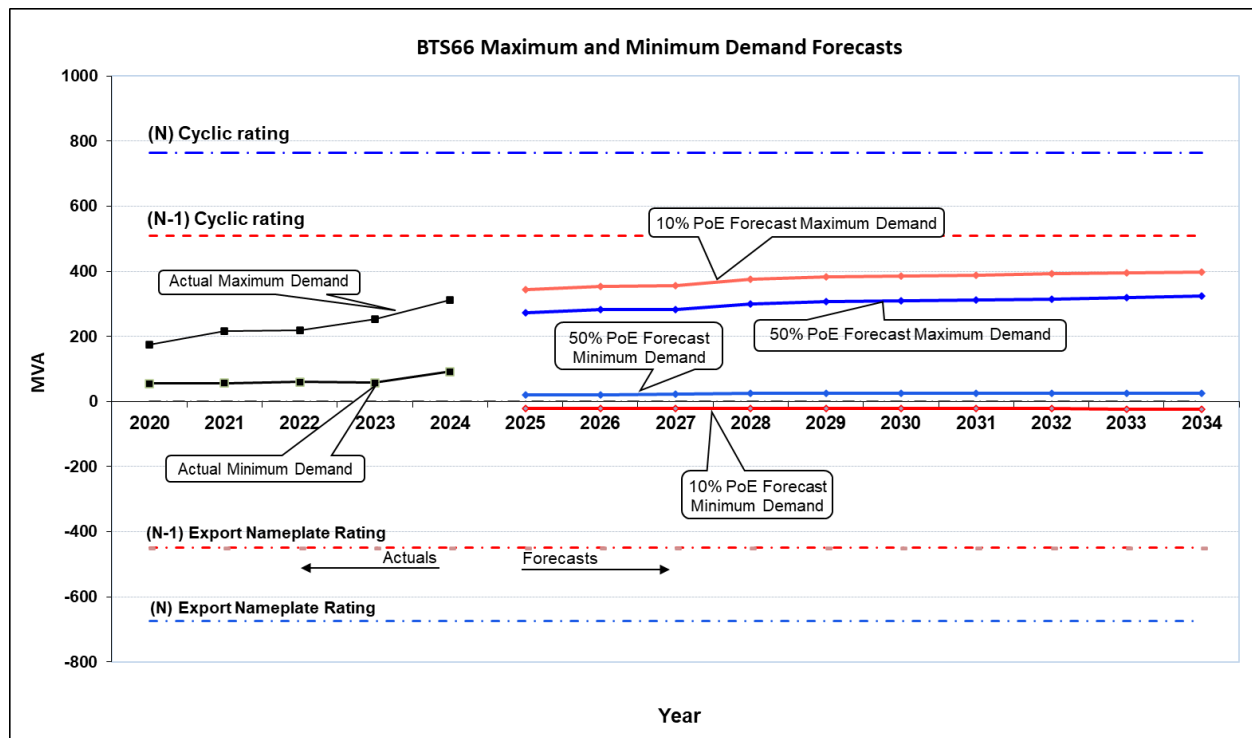 BTS66 Maximum and Minimum Demand Forecasts
1000
800
600
400
200
0
-200
-400
-600
-800
MVA
(N) Cyclic rating
(N-1) Cyclic rating
10% PoE Forecast Maximum Demand
Actual Maximum Demand
50% PoE Forecast
Minimum Demand
50% PoE Forecast Maximum Demand
2020 2021 2022 2023 2024 2025 2026 2027 2028 2029 2030 2031 2032 2033 2034
Actual Minimum Demand
10% PoE Forecast
Minimum Demand
(N-1) Export Nameplate Rating
Actuals
Forecasts
(N) Export Nameplate Rating
Year